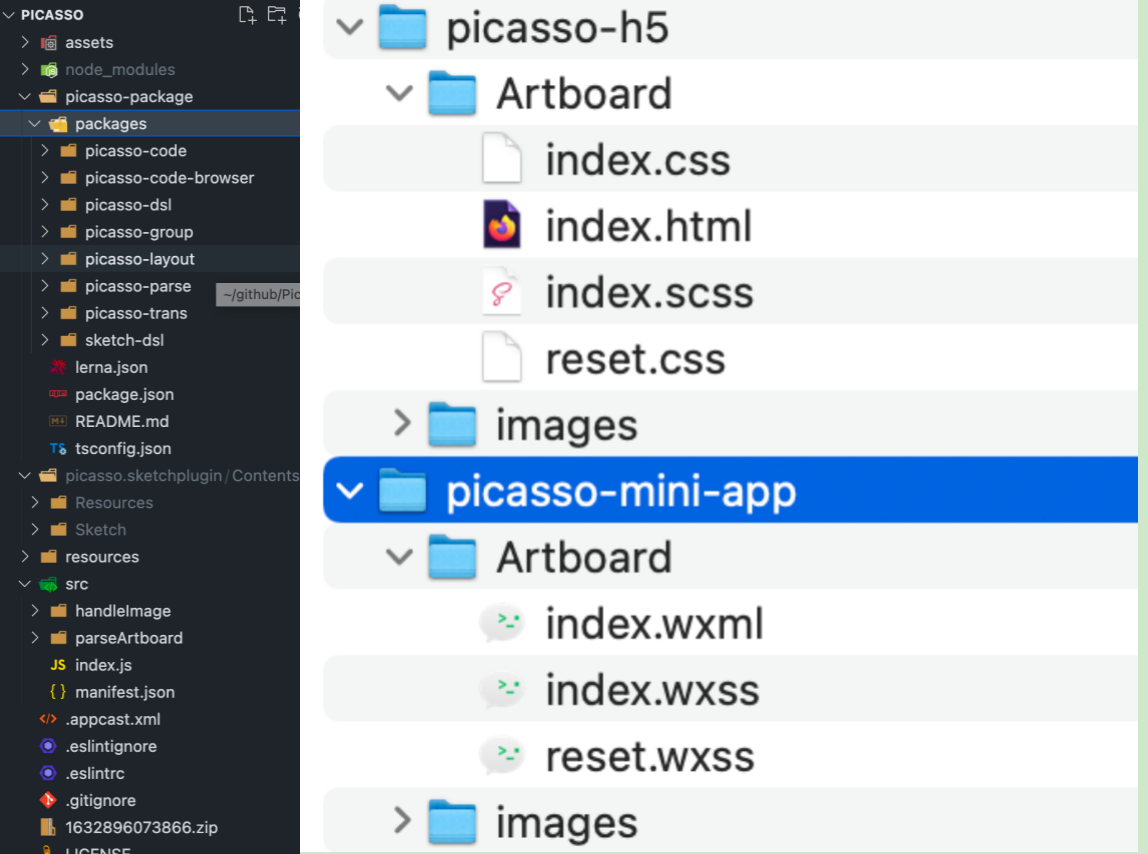 PICASSO
assets
node_modules
picasso-package
packages
picasso-code
picasso-code-browser
picasso-dsl
picasso-group
picasso-layout
picasso-parse
~/github/Pic
picasso-trans
sketch-dsl
lerna.json
package.json
README.md
TS tsconfig.json
picasso.sketchplugin / Contents
Resources
Sketch
resources
src
handleImage
parseArtboard
JS index.js
{ } manifest.json
.appcast.xml
.eslintignore
.eslintrc
.gitignore
1632896073866.zip
LICENSE
picasso-h5
Artboard
index.css
index.html
index.scss
reset.css
images
picasso-mini-app
Artboard
index.wxml
index.wxss
reset.wxss
images